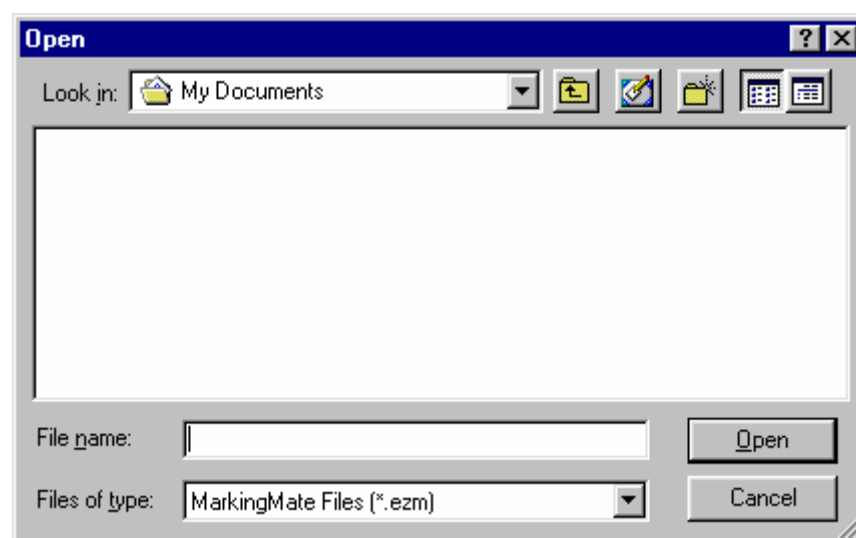 Open
Look in: My Documents
File name: Open
Files of type: MarkingMate Files (*.ezm) Cancel